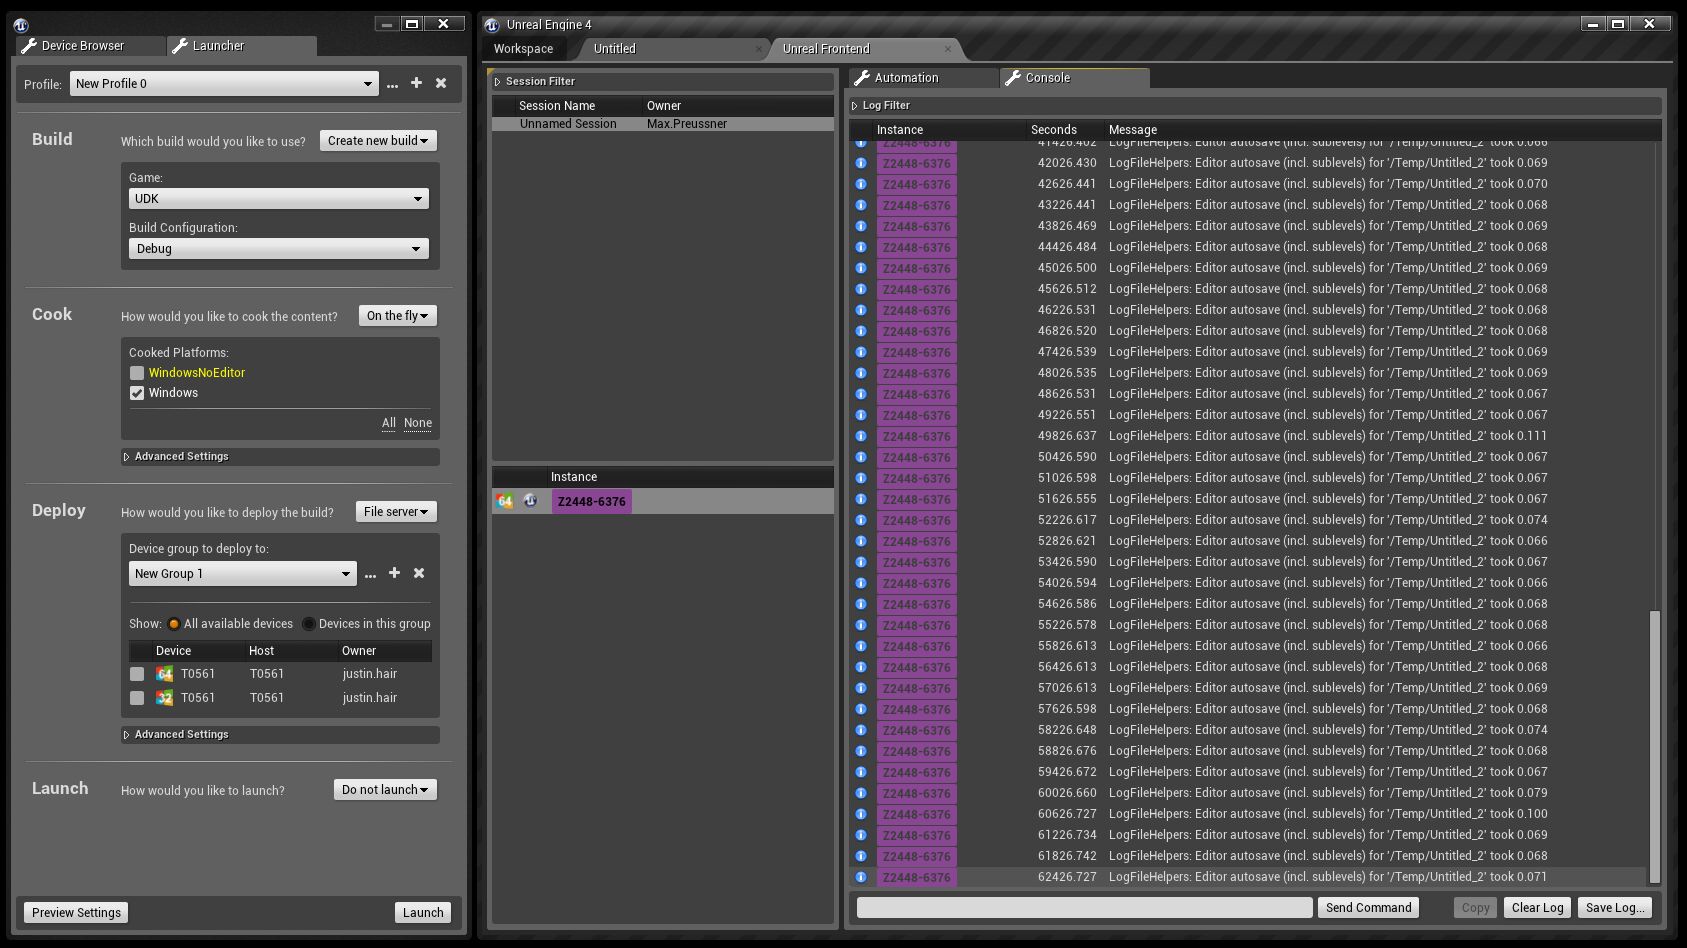 Device Browser
Launcher
Profile: New Profile 0 ...
Build
Which build would you like to use? Create new build
Game:
UDK
Build Configuration:
Debug
Cook
How would you like to cook the content? On the fly
Cooked Platforms:
WindowsNoEditor
Windows
All None
Advanced Settings
Deploy
How would you like to deploy the build? File server
Device group to deploy to:
New Group 1 ...
Show: All available devices Devices in this group
Device Host Owner
64 T0561 T0561 justin.hair
32 T0561 T0561 justin.hair
Advanced Settings
Launch
How would you like to launch? Do not launch
Preview Settings Launch
Unreal Engine 4
Workspace Untitled Unreal Frontend
Session Filter
Session Name Owner
Unnamed Session Max.Preussner
Instance
64 Z2448-6376
Automation Console
Log Filter
Instance Seconds Message
Z2448-6376 41426.402 LogFileHelpers: Editor autosave (incl. sublevels) for '/Temp/Untitled_2' took 0.066
Z2448-6376 42026.430 LogFileHelpers: Editor autosave (incl. sublevels) for '/Temp/Untitled_2' took 0.069
Z2448-6376 42626.441 LogFileHelpers: Editor autosave (incl. sublevels) for '/Temp/Untitled_2' took 0.070
Z2448-6376 43226.441 LogFileHelpers: Editor autosave (incl. sublevels) for '/Temp/Untitled_2' took 0.068
Z2448-6376 43826.469 LogFileHelpers: Editor autosave (incl. sublevels) for '/Temp/Untitled_2' took 0.069
Z2448-6376 44426.484 LogFileHelpers: Editor autosave (incl. sublevels) for '/Temp/Untitled_2' took 0.068
Z2448-6376 45026.500 LogFileHelpers: Editor autosave (incl. sublevels) for '/Temp/Untitled_2' took 0.069
Z2448-6376 45626.512 LogFileHelpers: Editor autosave (incl. sublevels) for '/Temp/Untitled_2' took 0.068
Z2448-6376 46226.531 LogFileHelpers: Editor autosave (incl. sublevels) for '/Temp/Untitled_2' took 0.068
Z2448-6376 46826.520 LogFileHelpers: Editor autosave (incl. sublevels) for '/Temp/Untitled_2' took 0.068
Z2448-6376 47426.539 LogFileHelpers: Editor autosave (incl. sublevels) for '/Temp/Untitled_2' took 0.069
Z2448-6376 48026.535 LogFileHelpers: Editor autosave (incl. sublevels) for '/Temp/Untitled_2' took 0.069
Z2448-6376 48626.531 LogFileHelpers: Editor autosave (incl. sublevels) for '/Temp/Untitled_2' took 0.067
Z2448-6376 49226.551 LogFileHelpers: Editor autosave (incl. sublevels) for '/Temp/Untitled_2' took 0.067
Z2448-6376 49826.637 LogFileHelpers: Editor autosave (incl. sublevels) for '/Temp/Untitled_2' took 0.111
Z2448-6376 50426.590 LogFileHelpers: Editor autosave (incl. sublevels) for '/Temp/Untitled_2' took 0.067
Z2448-6376 51026.598 LogFileHelpers: Editor autosave (incl. sublevels) for '/Temp/Untitled_2' took 0.067
Z2448-6376 51626.555 LogFileHelpers: Editor autosave (incl. sublevels) for '/Temp/Untitled_2' took 0.067
Z2448-6376 52226.617 LogFileHelpers: Editor autosave (incl. sublevels) for '/Temp/Untitled_2' took 0.074
Z2448-6376 52826.621 LogFileHelpers: Editor autosave (incl. sublevels) for '/Temp/Untitled_2' took 0.066
Z2448-6376 53426.590 LogFileHelpers: Editor autosave (incl. sublevels) for '/Temp/Untitled_2' took 0.067
Z2448-6376 54026.594 LogFileHelpers: Editor autosave (incl. sublevels) for '/Temp/Untitled_2' took 0.066
Z2448-6376 54626.586 LogFileHelpers: Editor autosave (incl. sublevels) for '/Temp/Untitled_2' took 0.068
Z2448-6376 55226.578 LogFileHelpers: Editor autosave (incl. sublevels) for '/Temp/Untitled_2' took 0.068
Z2448-6376 55826.613 LogFileHelpers: Editor autosave (incl. sublevels) for '/Temp/Untitled_2' took 0.066
Z2448-6376 56426.613 LogFileHelpers: Editor autosave (incl. sublevels) for '/Temp/Untitled_2' took 0.068
Z2448-6376 57026.613 LogFileHelpers: Editor autosave (incl. sublevels) for '/Temp/Untitled_2' took 0.069
Z2448-6376 57626.598 LogFileHelpers: Editor autosave (incl. sublevels) for '/Temp/Untitled_2' took 0.068
Z2448-6376 58226.648 LogFileHelpers: Editor autosave (incl. sublevels) for '/Temp/Untitled_2' took 0.074
Z2448-6376 58826.676 LogFileHelpers: Editor autosave (incl. sublevels) for '/Temp/Untitled_2' took 0.068
Z2448-6376 59426.672 LogFileHelpers: Editor autosave (incl. sublevels) for '/Temp/Untitled_2' took 0.067
Z2448-6376 60026.660 LogFileHelpers: Editor autosave (incl. sublevels) for '/Temp/Untitled_2' took 0.079
Z2448-6376 60626.727 LogFileHelpers: Editor autosave (incl. sublevels) for '/Temp/Untitled_2' took 0.100
Z2448-6376 61226.734 LogFileHelpers: Editor autosave (incl. sublevels) for '/Temp/Untitled_2' took 0.069
Z2448-6376 61826.742 LogFileHelpers: Editor autosave (incl. sublevels) for '/Temp/Untitled_2' took 0.068
Z2448-6376 62426.727 LogFileHelpers: Editor autosave (incl. sublevels) for '/Temp/Untitled_2' took 0.071
Send Command Copy Clear Log Save Log...